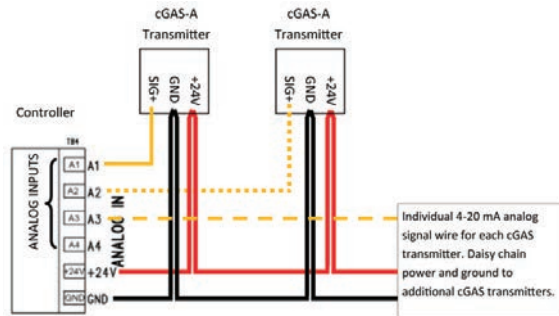 cGAS-A
Transmitter
cGAS-A
Transmitter
SIG+
GND
+24V
SIG+
GND
+24V
Controller
TB4
ANALOG INPUTS
A1 A1
A2 A2
A3 A3
A4 A4
+24V +24V
GND GND
ANALOG IN
Individual 4-20 mA analog
signal wire for each cGAS
transmitter. Daisy chain
power and ground to
additional cGAS transmitters.